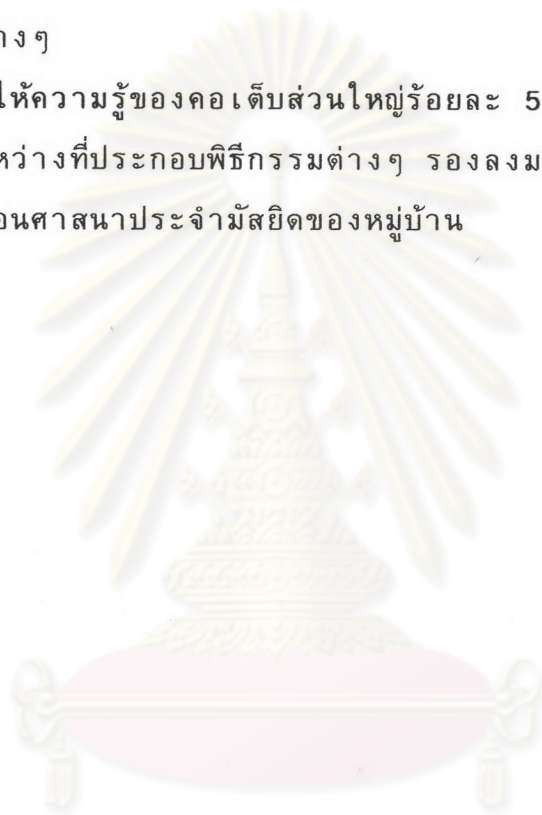 างๆ
ให้ความรู้ของคอเต็บส่วนใหญ่ร้อยละ 5
หว่างที่ประกอบพิธีกรรมต่างๆ รองลงม
อนศาสนาประจำมัสยิดของหมู่บ้าน